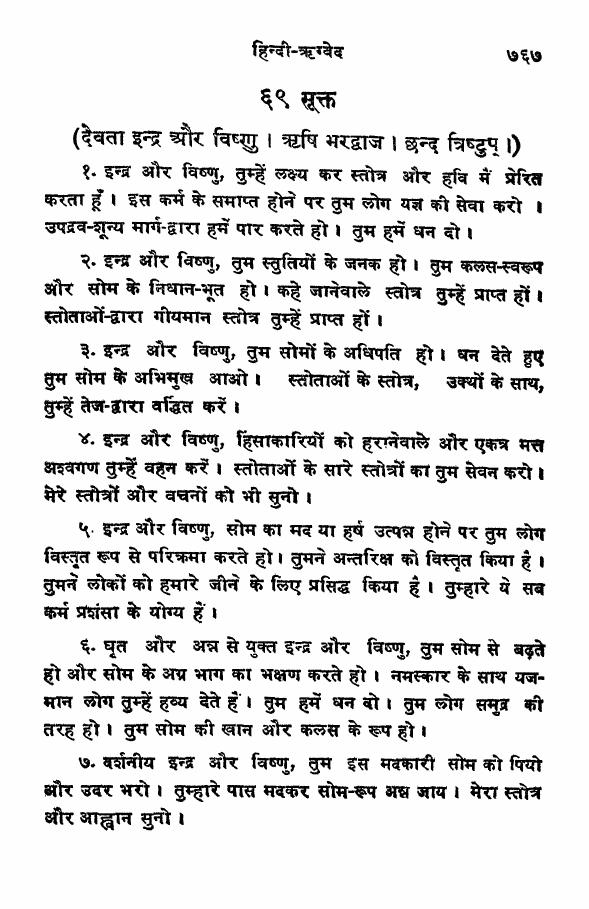 हिन्दी-ऋग्वेद ७६७
६९ सूक्त
(देवता इन्द्र और विष्णु । ऋषि भरद्वाज । छन्द त्रिष्टुप् ।)
१. इन्द्र और विष्णु, तुम्हें लक्ष्य कर स्तोत्र और हवि मैं प्रेरित
करता हूँ । इस कर्म के समाप्त होने पर तुम लोग यज्ञ की सेवा करो ।
उपद्रव-शून्य मार्ग-द्वारा हमें पार करते हो । तुम हमें धन दो ।
२. इन्द्र और विष्णु, तुम स्तुतियों के जनक हो । तुम कलस-स्वरूप
और सोम के निधान-भूत हो । कहे जानेवाले स्तोत्र तुम्हें प्राप्त हों ।
स्तोताओं-द्वारा गीयमान स्तोत्र तुम्हें प्राप्त हों ।
३. इन्द्र और विष्णु, तुम सोमों के अधिपति हो । धन देते हुए
तुम सोम के अभिमुख आओ । स्तोताओं के स्तोत्र, उक्थों के साथ,
तुम्हें तेज-द्वारा वर्द्धित करें ।
४. इन्द्र और विष्णु, हिंसाकारियों को हरानेवाले और एकत्र मत्त
अश्वगण तुम्हें वहन करें । स्तोताओं के सारे स्तोत्रों का तुम सेवन करो ।
मेरे स्तोत्रों और वचनों को भी सुनो ।
५. इन्द्र और विष्णु, सोम का मद या हर्ष उत्पन्न होने पर तुम लोग
विस्तृत रूप से परिक्रमा करते हो । तुमने अन्तरिक्ष को विस्तृत किया है ।
तुमने लोकों को हमारे जीने के लिए प्रसिद्ध किया है । तुम्हारे ये सब
कर्म प्रशंसा के योग्य हैं ।
६. घृत और अन्न से युक्त इन्द्र और विष्णु, तुम सोम से बढ़ते
हो और सोम के अग्र भाग का भक्षण करते हो । नमस्कार के साथ यज-
मान लोग तुम्हें हव्य देते हैं । तुम हमें धन दो । तुम लोग समुद्र की
तरह हो । तुम सोम की खान और कलस के रूप हो ।
७. दर्शनीय इन्द्र और विष्णु, तुम इस मदकारी सोम को पियो
और उदर भरो । तुम्हारे पास मदकर सोम-रूप अन्न जाय । मेरा स्तोत्र
और आह्वान सुनो ।